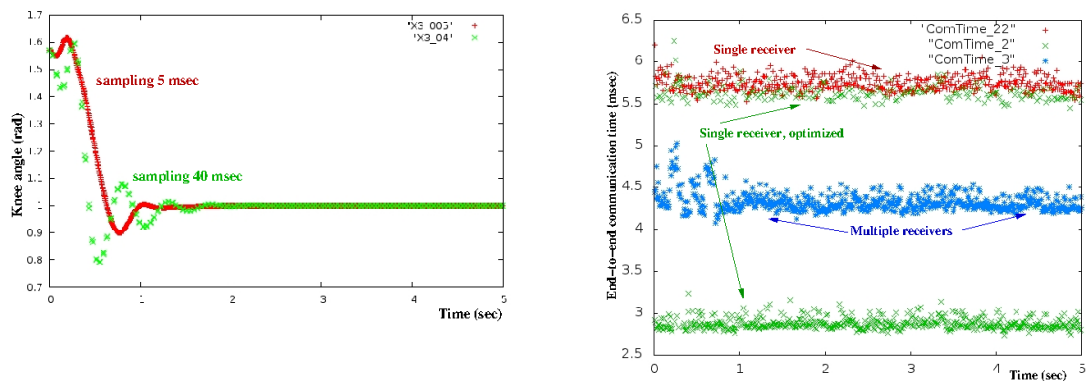 1.7
1.6
1.5
1.4
1.3
1.2
1.1
1
0.9
0.8
0.7
0
1
2
3
4
5
Knee angle (rad)
Time (sec)
'X3_005'
'X3_04'
sampling 5 msec
sampling 40 msec
6.5
6
5.5
5
4.5
4
3.5
3
2.5
0
1
2
3
4
5
End-to-end communication time (msec)
Time (sec)
'ComTime_22"
"ComTime_2"
"ComTime_3"
Single receiver
Single receiver, optimized
Multiple receivers